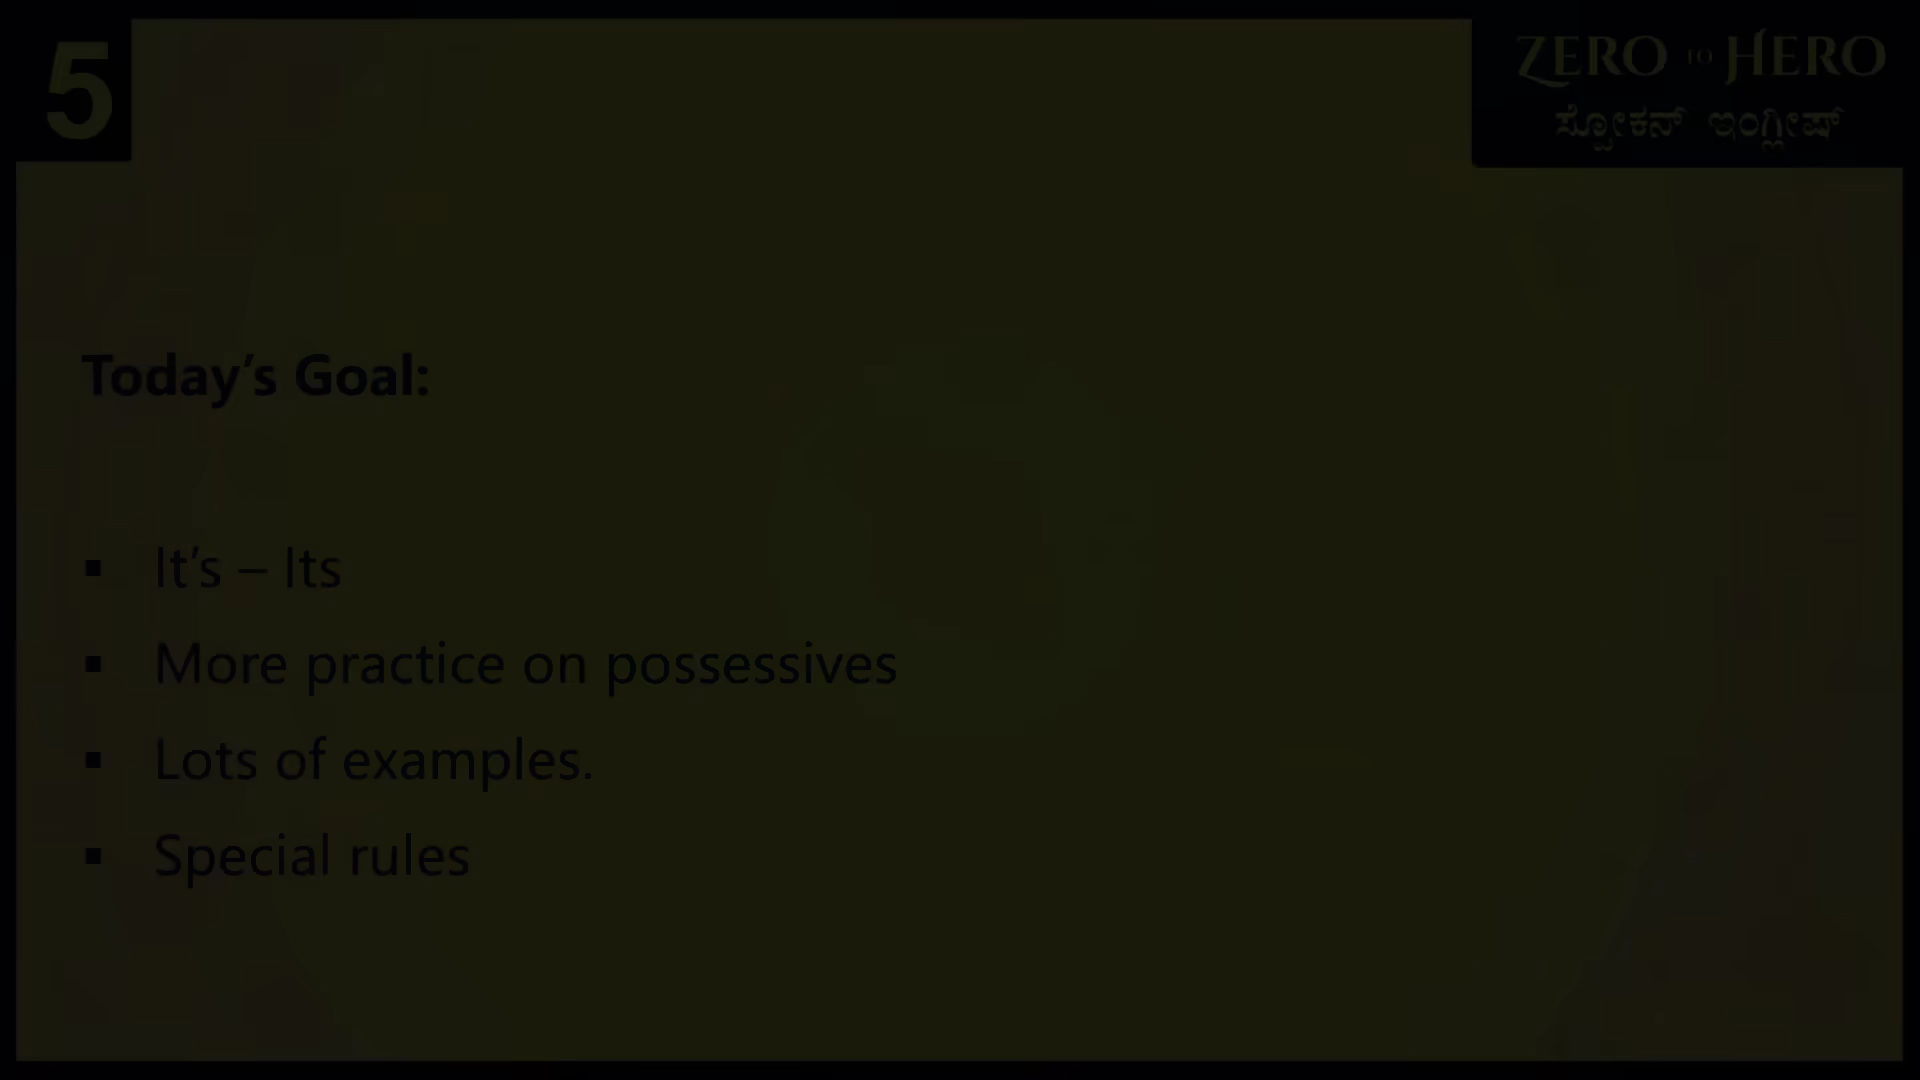 5
ZERO TO HERO
ಸ್ಪೋಕನ್ ಇಂಗ್ಲೀಷ್
Today’s Goal:
▪ It’s – Its
▪ More practice on possessives
▪ Lots of examples.
▪ Special rules